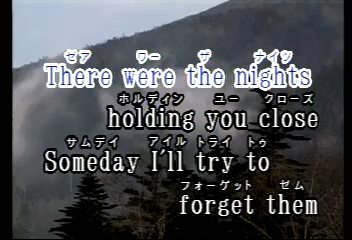 ゼア ワー ザ ナイツ
There were the nights
ホルディン ユー クローズ
holding you close
サムデイ アイル トライ トゥ
Someday I'll try to
フォーゲット ゼム
forget them